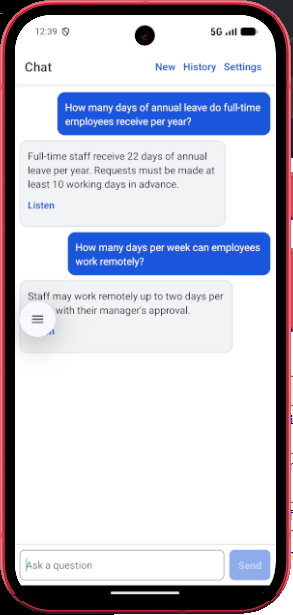 12:39 5G
Chat New History Settings
How many days of annual leave do full-time
employees receive per year?
Full-time staff receive 22 days of annual
leave per year. Requests must be made at
least 10 working days in advance.
Listen
How many days per week can employees
work remotely?
Staff may work remotely up to two days per
with their manager's approval.
Ask a question Send